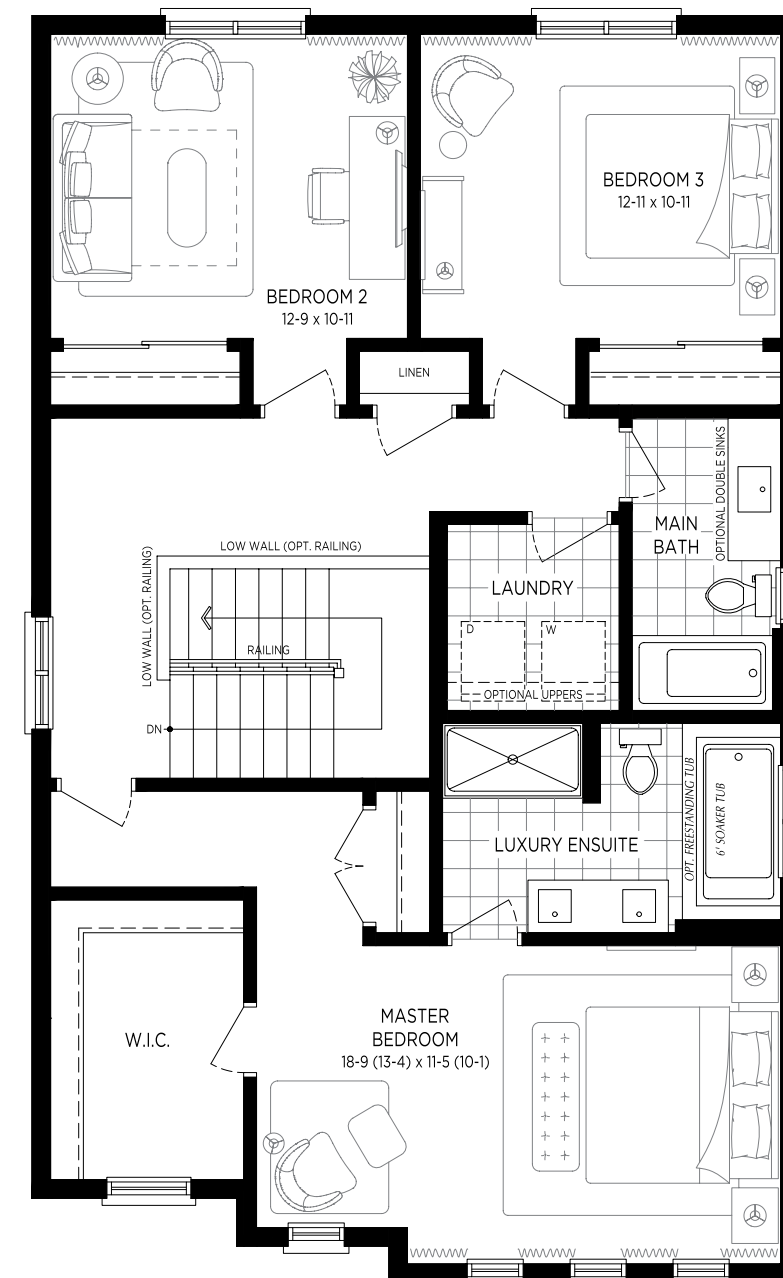 BEDROOM 3
12-11 x 10-11
BEDROOM 2
12-9 x 10-11
LINEN
OPTIONAL DOUBLE SINKS
MAIN
BATH
LOW WALL (OPT. RAILING)
LOW WALL (OPT. RAILING)
LAUNDRY
D
W
RAILING
OPTIONAL UPPERS
DN
OPT. FREESTANDING TUB
6' SOAKER TUB
LUXURY ENSUITE
MASTER
BEDROOM
18-9 (13-4) x 11-5 (10-1)
W.I.C.